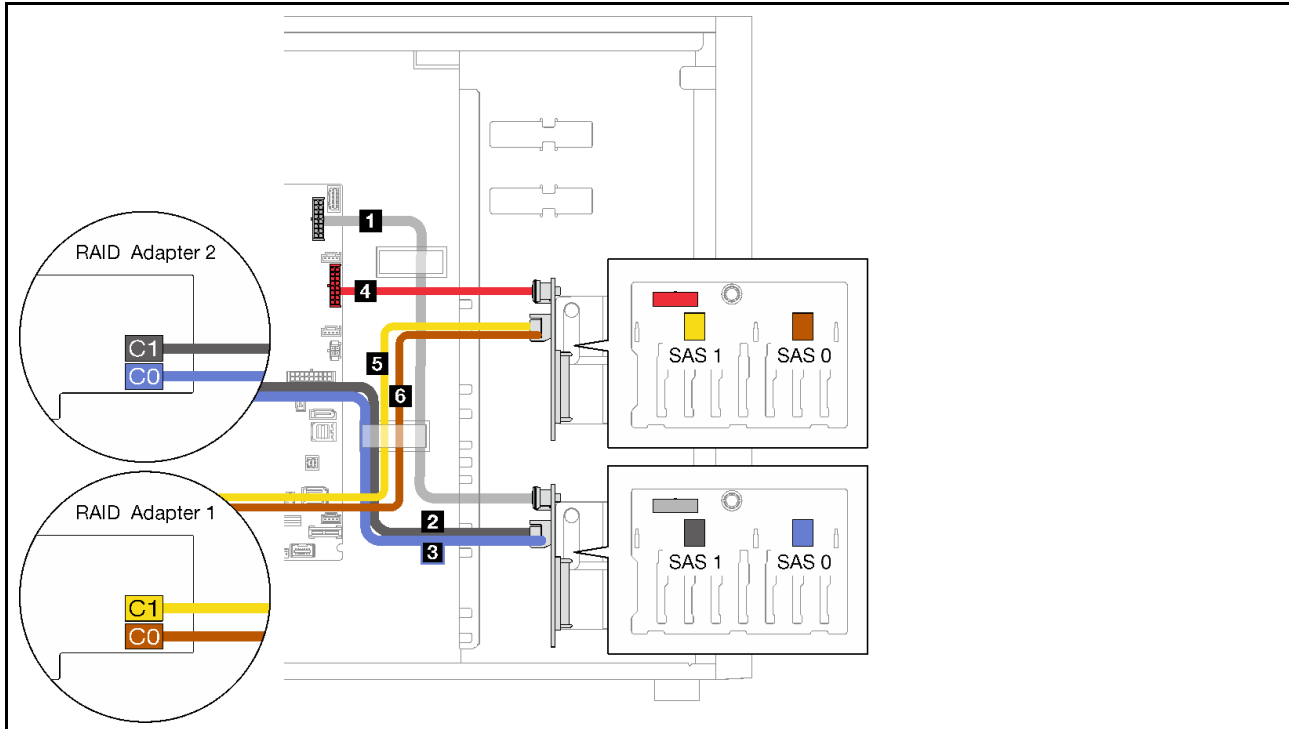 1
RAID Adapter 2
4
C1
C0
5
6
SAS 1
SAS 0
RAID Adapter 1
2
3
SAS 1
SAS 0
C1
C0